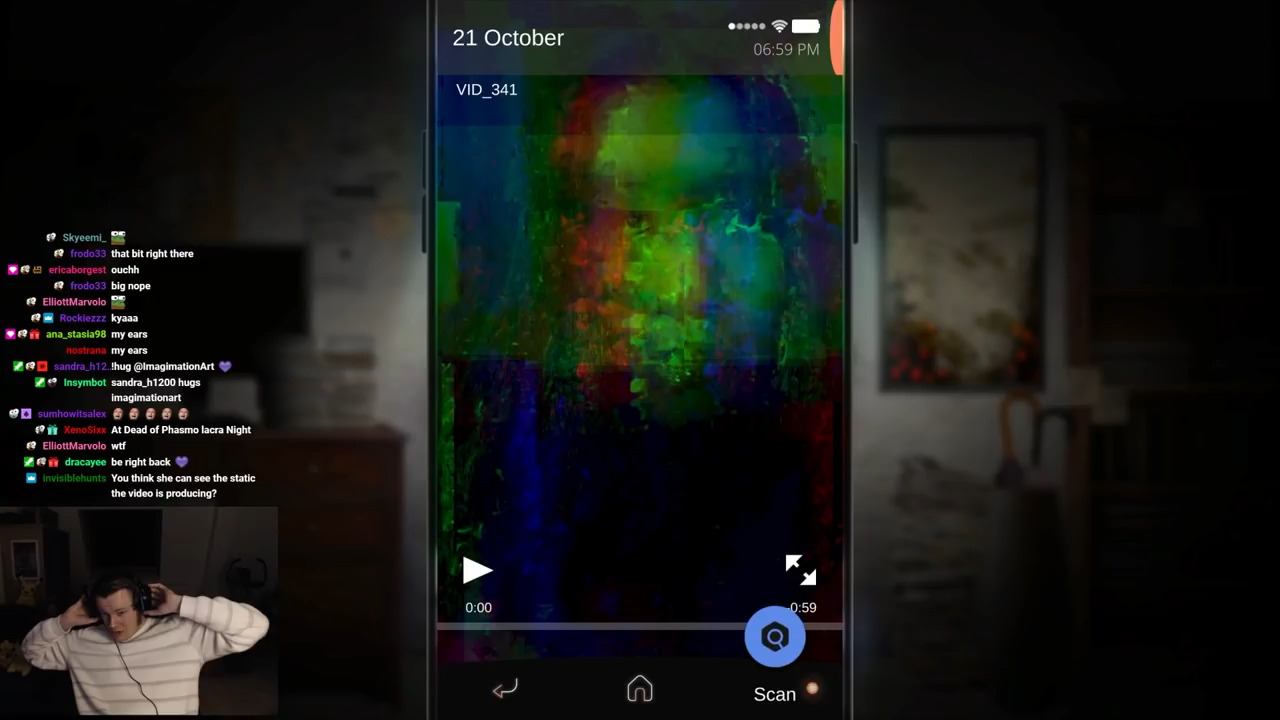 21 October
06:59 PM
VID_341
Skyeemi_
frodo33 that bit right there
ericaborgest ouchh
frodo33 big nope
ElliottMarvolo
Rockiezzz kyaaa
ana_stasia98 my ears
nostrana my ears
sandra_h12.. !hug @ImagimationArt
Insymbot sandra_h1200 hugs
imagimationart
sumhowitsalex
XenoSixx At Dead of Phasmo lacra Night
ElliottMarvolo wtf
dracayee be right back
invisiblehunts You think she can see the static
the video is producing?
0:00
-0:59
Scan